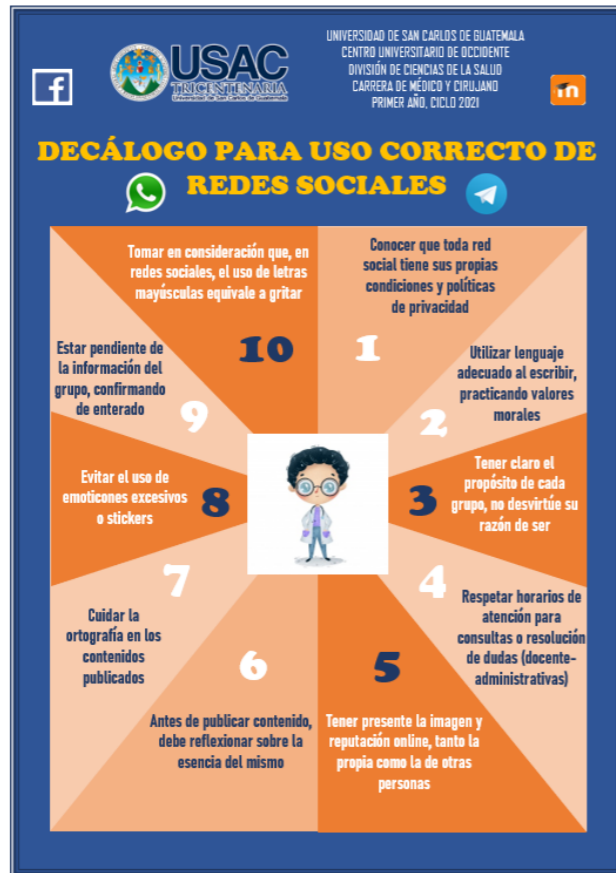 UNIVERSIDAD DE SAN CARLOS DE GUATEMALA
CENTRO UNIVERSITARIO DE OCCIDENTE
DIVISIÓN DE CIENCIAS DE LA SALUD
CARRERA DE MÉDICO Y CIRUJANO
PRIMER AÑO, CICLO 2021
USAC
TRICENTENARIA
Universidad de San Carlos de Guatemala
DECÁLOGO PARA USO CORRECTO DE
REDES SOCIALES
1
Conocer que toda red
social tiene sus propias
condiciones y políticas
de privacidad
2
Utilizar lenguaje
adecuado al escribir,
practicando valores
morales
3
Tener claro el
propósito de cada
grupo, no desvirtúe su
razón de ser
4
Respetar horarios de
atención para
consultas o resolución
de dudas (docente-
administrativas)
5
Tener presente la imagen y
reputación online, tanto la
propia como la de otras
personas
6
Antes de publicar contenido,
debe reflexionar sobre la
esencia del mismo
7
Cuidar la
ortografía en los
contenidos
publicados
8
Evitar el uso de
emoticones excesivos
o stickers
9
Estar pendiente de
la información del
grupo, confirmando
de enterado
10
Tomar en consideración que, en
redes sociales, el uso de letras
mayúsculas equivale a gritar